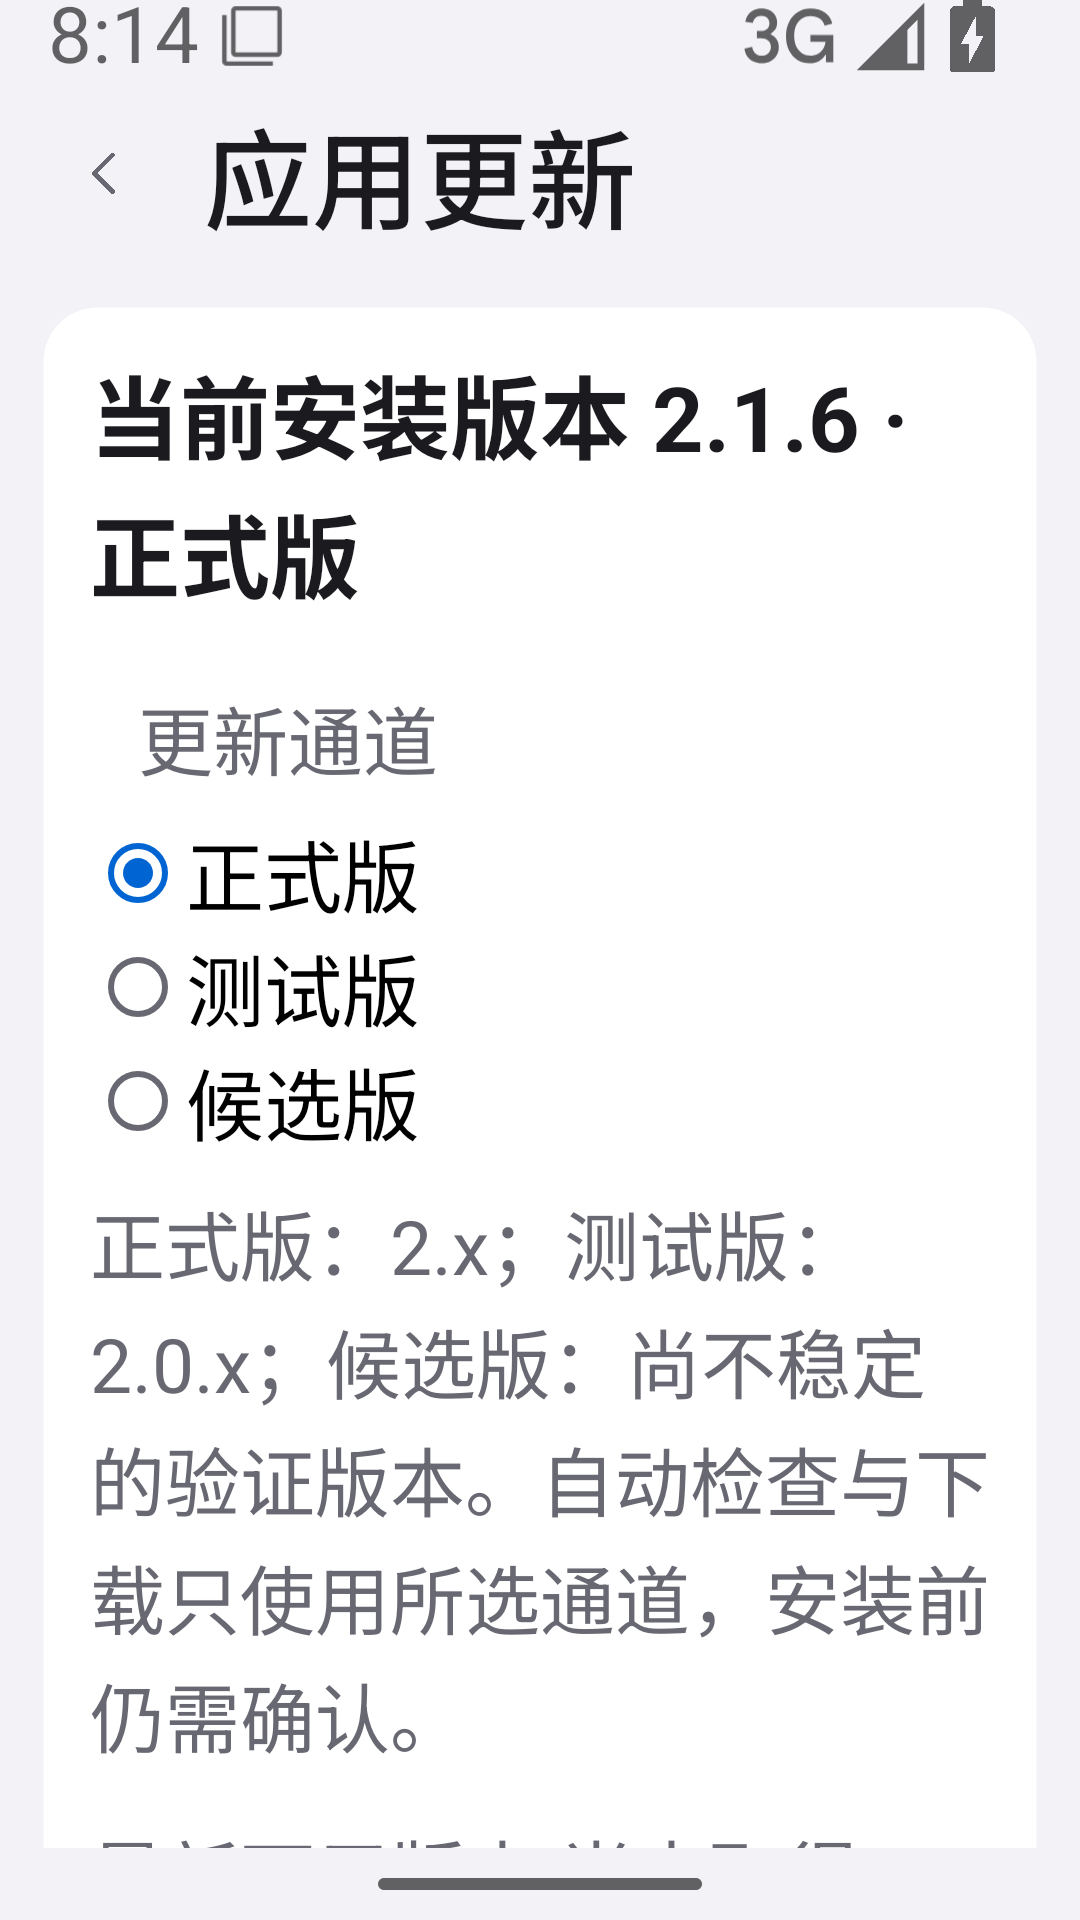 8:14
3G
应用更新
当前安装版本 2.1.6 ·
正式版
更新通道
正式版
测试版
候选版
正式版：2.x；测试版：
2.0.x；候选版：尚不稳定
的验证版本。自动检查与下
载只使用所选通道，安装前
仍需确认。